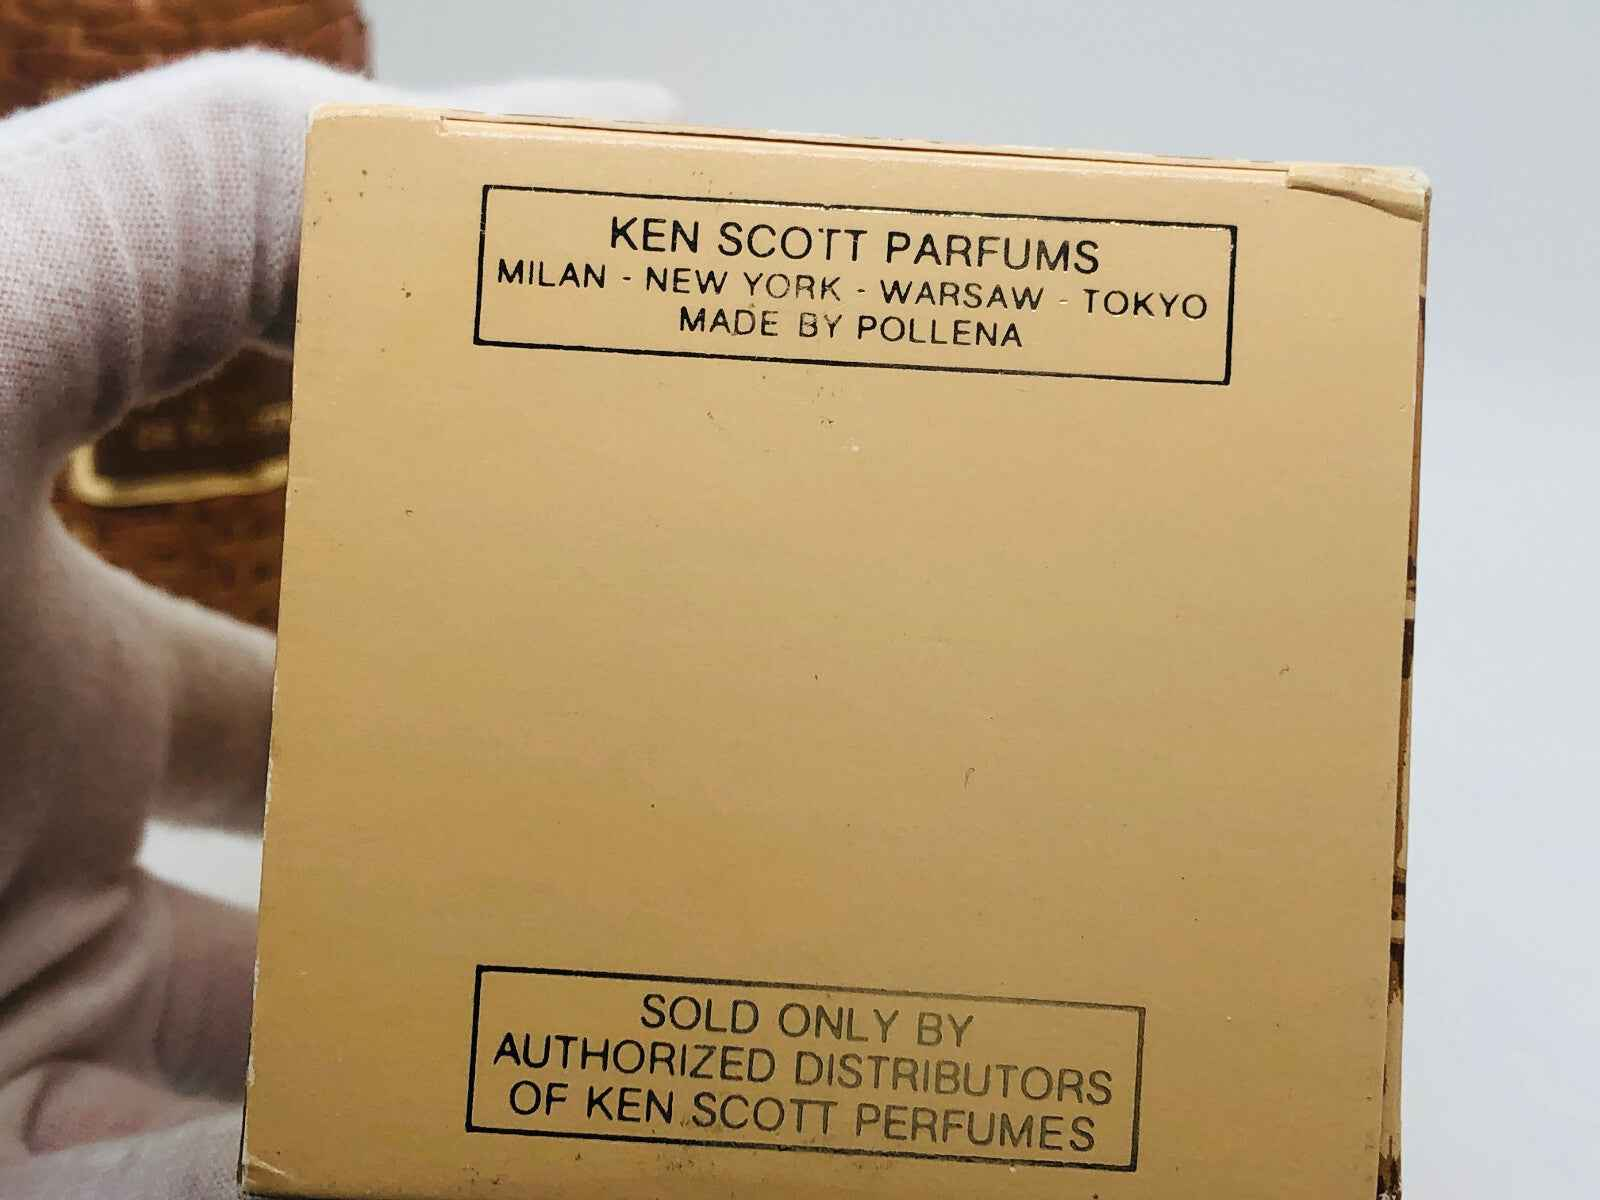 KEN SCOTT PARFUMS
MILAN - NEW YORK - WARSAW - TOKYO
MADE BY POLLENA
SOLD ONLY BY
AUTHORIZED DISTRIBUTORS
OF KEN SCOTT PERFUMES